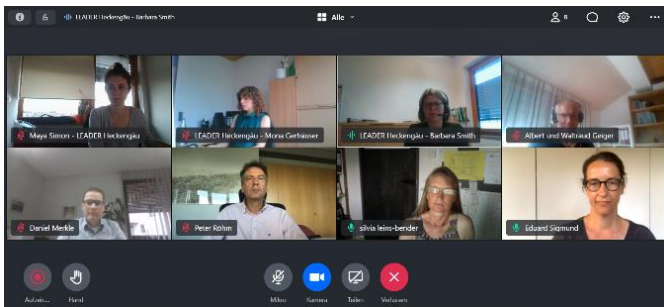 LEADER Heckengäu – Barbara Smith
Alle
8
Maya Simon - LEADER Heckengäu
LEADER Heckengäu – Mona Gerhäuser
LEADER Heckengäu – Barbara Smith
Albert und Waltraud Geiger
Daniel Merkle
Peter Röhm
silvia leins-bender
Eduard Sigmund
Aufzeic...
Hand
Mikro
Kamera
Teilen
Verlassen